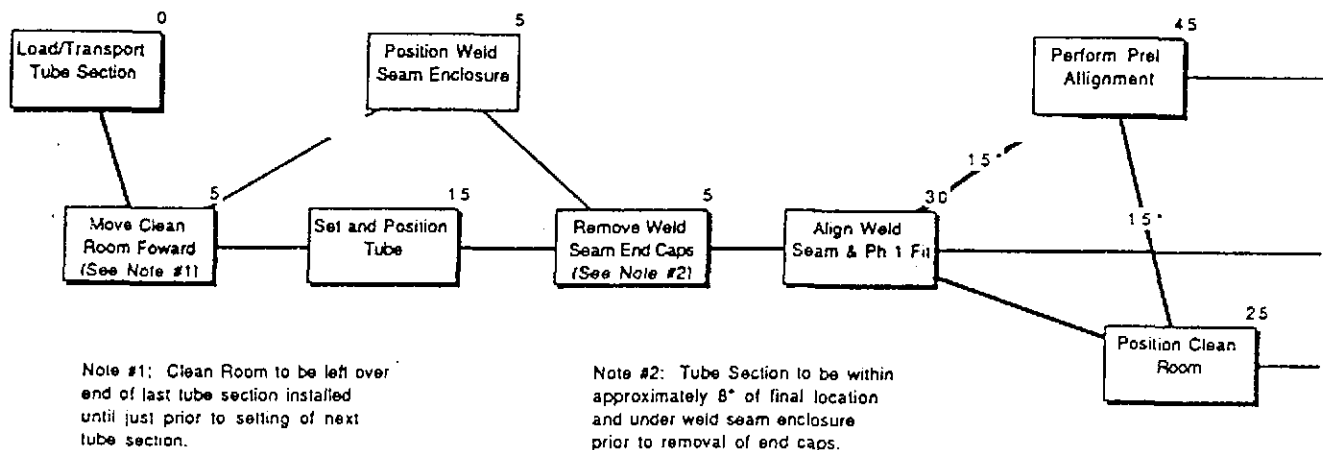 0
Load/Transport
Tube Section
5
Position Weld
Seam Enclosure
45
Perform Prel
Allignment
15*
5
Move Clean
Room Foward
(See Note #1)
15
Set and Position
Tube
5
Remove Weld
Seam End Caps
(See Note #2)
30
Align Weld
Seam & Ph 1 Fit
15*
25
Position Clean
Room
Note #1: Clean Room to be left over
end of last tube section installed
until just prior to setting of next
tube section.
Note #2: Tube Section to be within
approximately 8" of final location
and under weld seam enclosure
prior to removal of end caps.